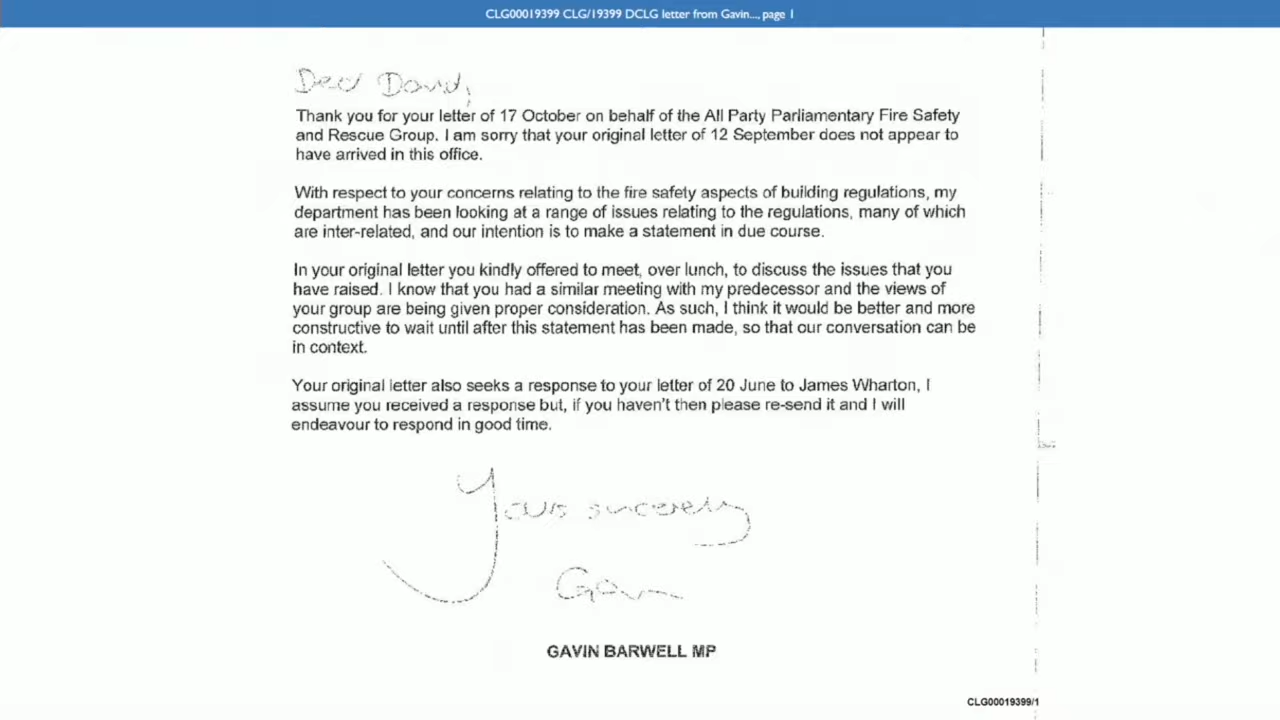 CLG00019399 CLG/19399 DCLG letter from Gavin..., page 1
Dear David,
Thank you for your letter of 17 October on behalf of the All Party Parliamentary Fire Safety
and Rescue Group. I am sorry that your original letter of 12 September does not appear to
have arrived in this office.
With respect to your concerns relating to the fire safety aspects of building regulations, my
department has been looking at a range of issues relating to the regulations, many of which
are inter-related, and our intention is to make a statement in due course.
In your original letter you kindly offered to meet, over lunch, to discuss the issues that you
have raised. I know that you had a similar meeting with my predecessor and the views of
your group are being given proper consideration. As such, I think it would be better and more
constructive to wait until after this statement has been made, so that our conversation can be
in context.
Your original letter also seeks a response to your letter of 20 June to James Wharton, I
assume you received a response but, if you haven't then please re-send it and I will
endeavour to respond in good time.
Yours sincerely
Gavin
GAVIN BARWELL MP
CLG00019399/1